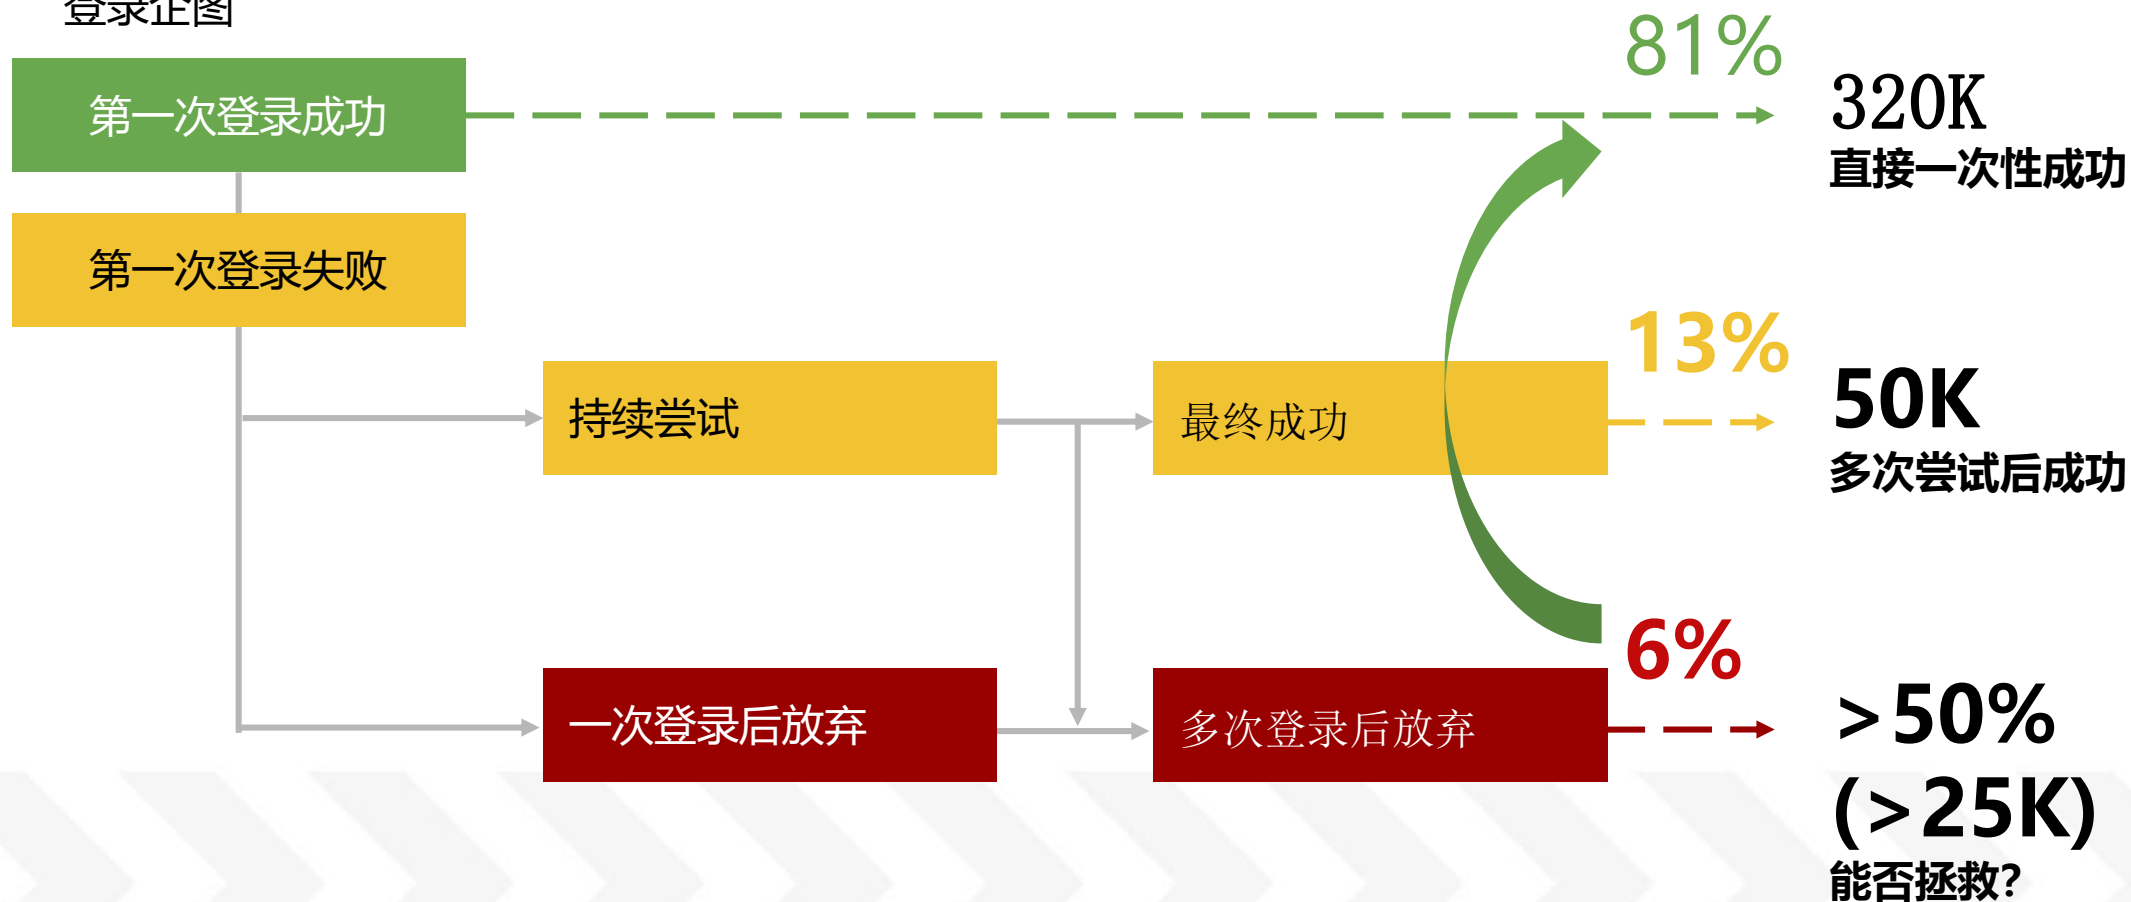 登录企图
81%
第一次登录成功
320K
直接一次性成功
第一次登录失败
13%
持续尝试
最终成功
50K
多次尝试后成功
6%
一次登录后放弃
多次登录后放弃
>50%
(>25K)
能否拯救?